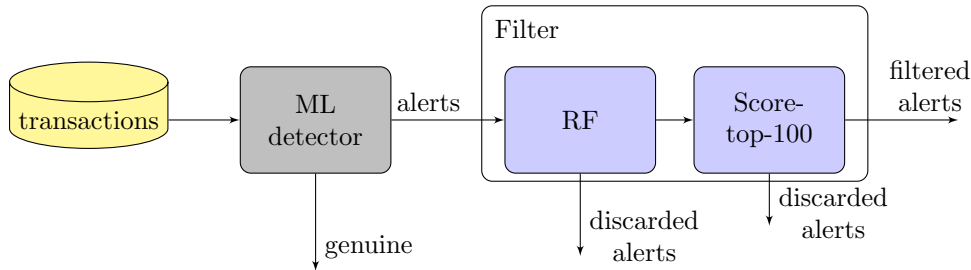 Filter
transactions
ML
detector
alerts
RF
Score-
top-100
filtered
alerts
genuine
discarded
alerts
discarded
alerts